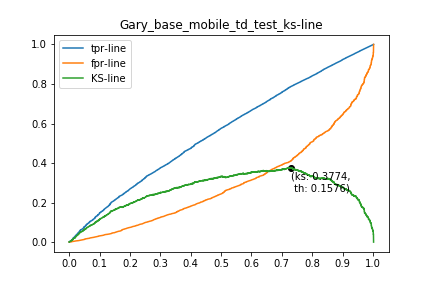 Gary_base_mobile_td_test_ks-line
tpr-line
fpr-line
KS-line
1.0
0.8
0.6
0.4
0.2
0.0
(ks: 0.3774,
th: 0.1576)
0.0 0.1 0.2 0.3 0.4 0.5 0.6 0.7 0.8 0.9 1.0